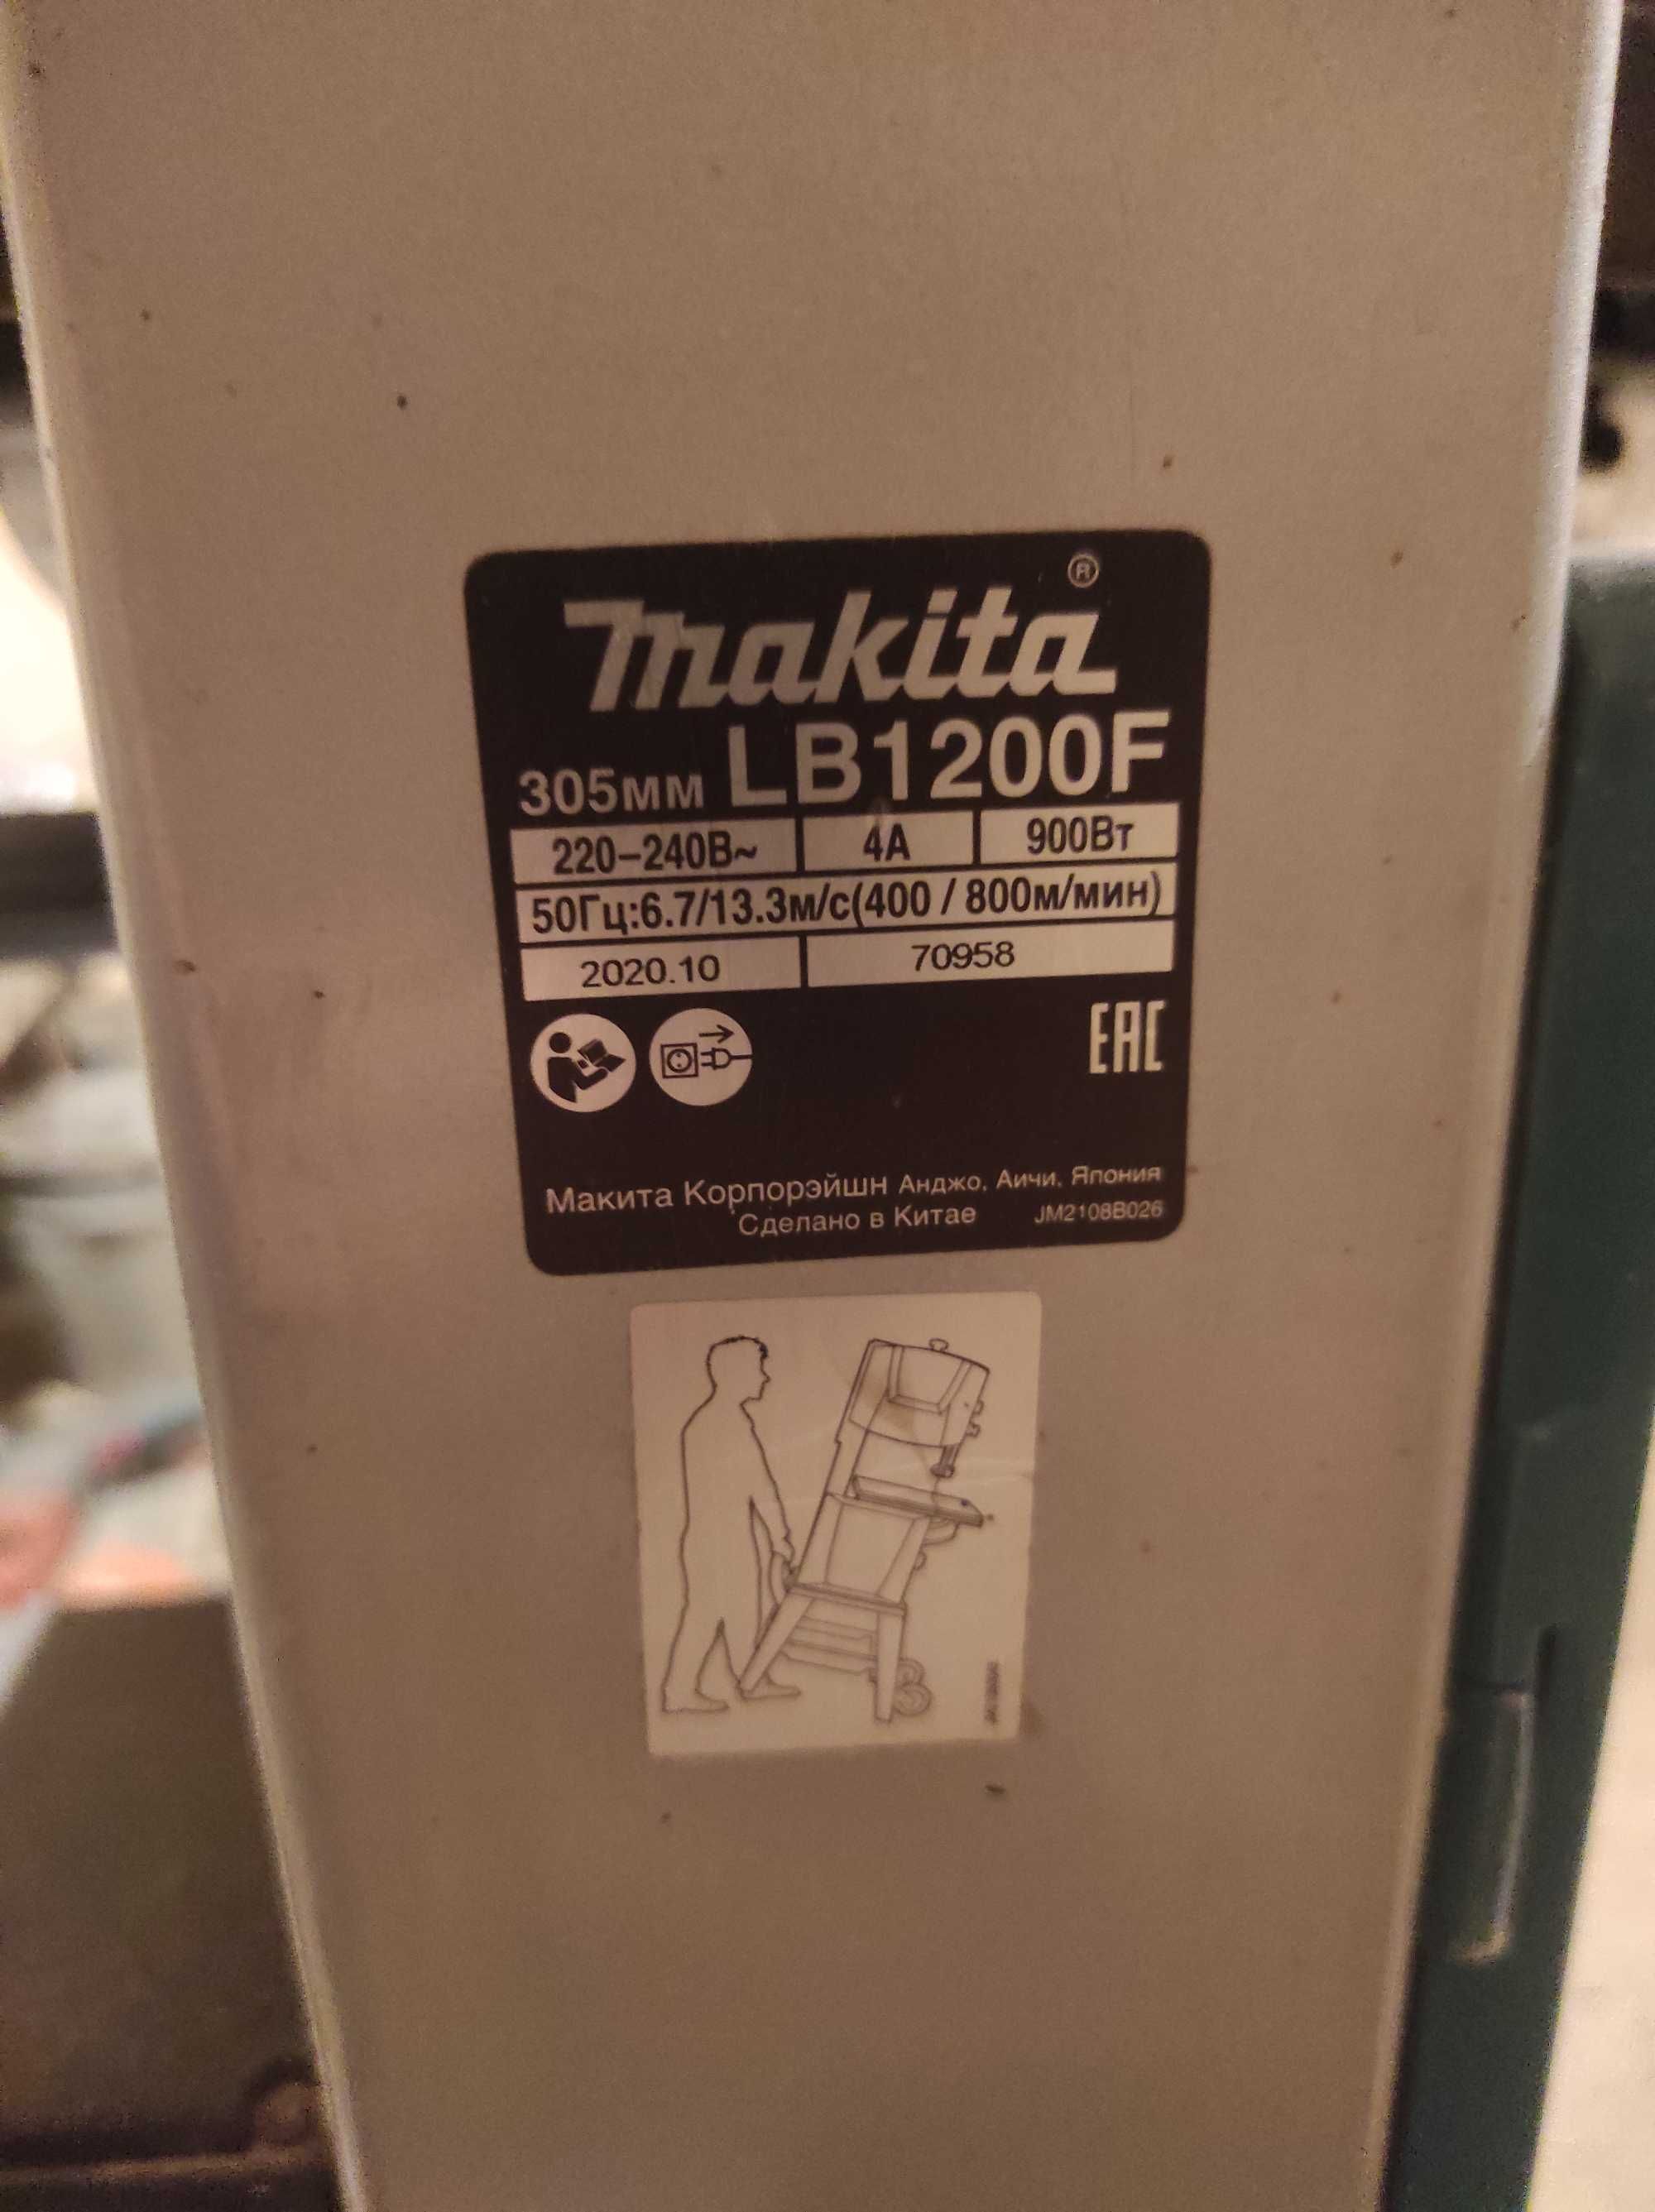 makita®
305мм LB1200F
220–240В~ 4А 900Вт
50Гц:6.7/13.3м/с(400 / 800м/мин)
2020.10 70958
EAC
Макита Корпорэйшн Анджо, Аичи, Япония
Сделано в Китае JM2108B026